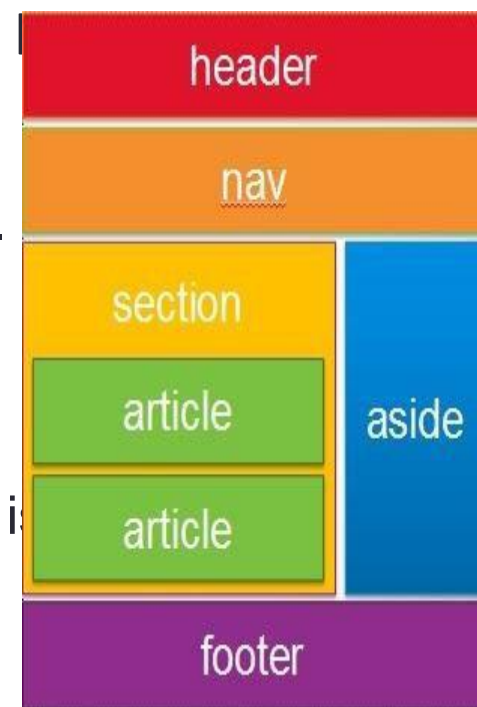 header
nav
section
article
aside
article
footer